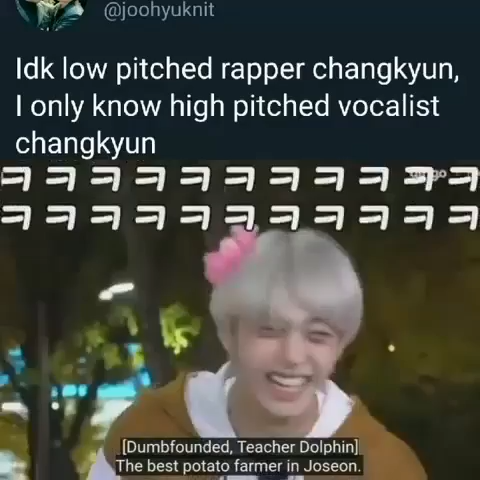 @joohyuknit
Idk low pitched rapper changkyun,
I only know high pitched vocalist
changkyun
ㅋㅋㅋㅋㅋㅋㅋㅋㅋㅋㅋ
ㅋㅋㅋㅋㅋㅋㅋㅋㅋㅋㅋ
[Dumbfounded, Teacher Dolphin]
The best potato farmer in Joseon.